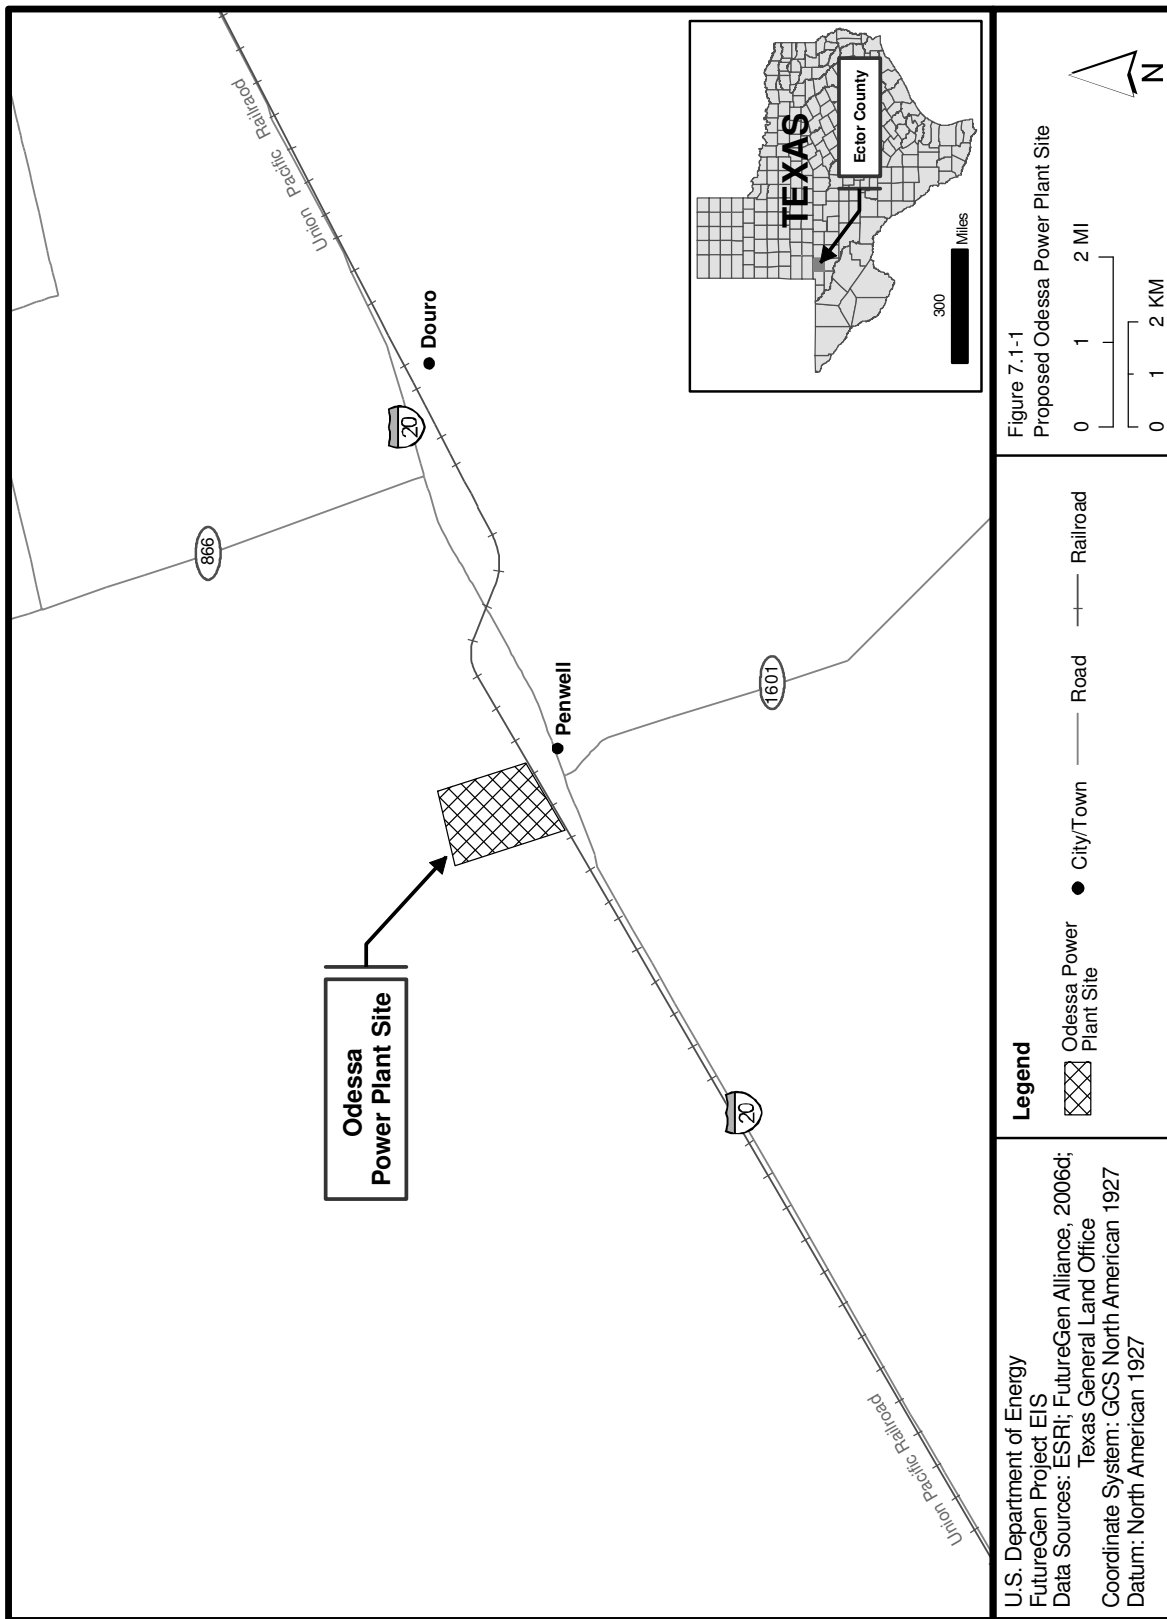 Union Pacific Railraod
866
20
Douro
Odessa
Power Plant Site
Penwell
1601
20
Union Pacific Railroad
TEXAS
Ector County
300
Miles
U.S. Department of Energy
FutureGen Project EIS
Data Sources: ESRI; FutureGen Alliance, 2006d;
Texas General Land Office
Coordinate System: GCS North American 1927
Datum: North American 1927
Legend
Odessa Power
Plant Site
City/Town
Road
Railroad
Figure 7.1-1
Proposed Odessa Power Plant Site
0 1 2 MI
0 1 2 KM
N